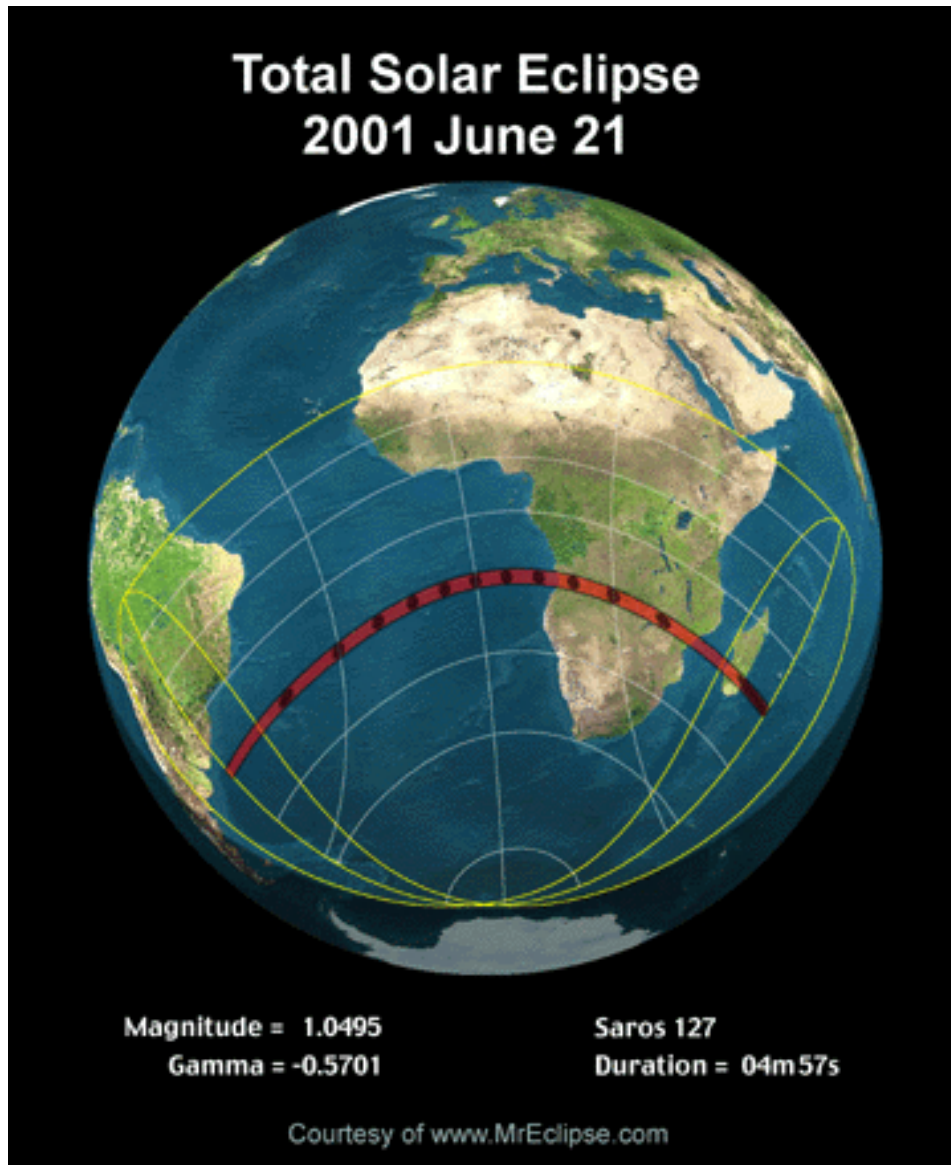 Total Solar Eclipse
2001 June 21
Magnitude = 1.0495
Saros 127
Gamma = -0.5701
Duration = 04m57s
Courtesy of www.MrEclipse.com